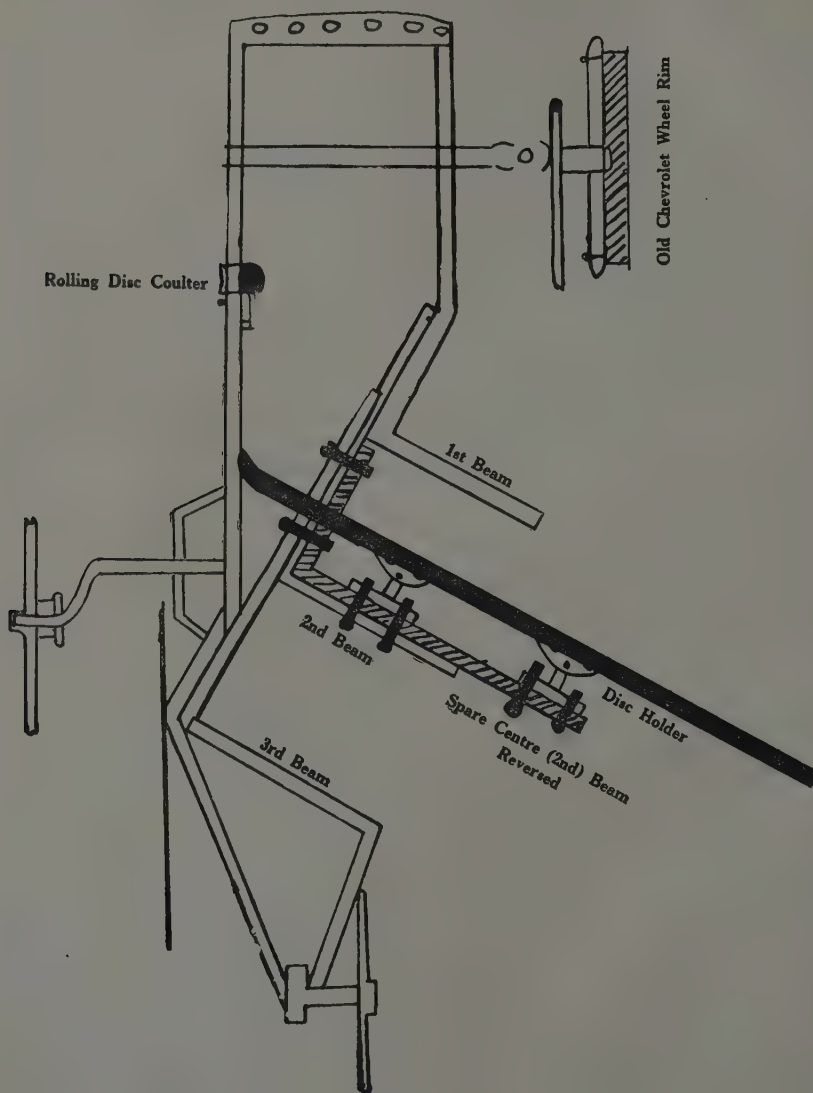 Old Chevrolet Wheel Rim
Rolling Disc Coulter
1st Beam
2nd Beam
Disc Holder
Spare Centre (2nd) Beam
Reversed
3rd Beam